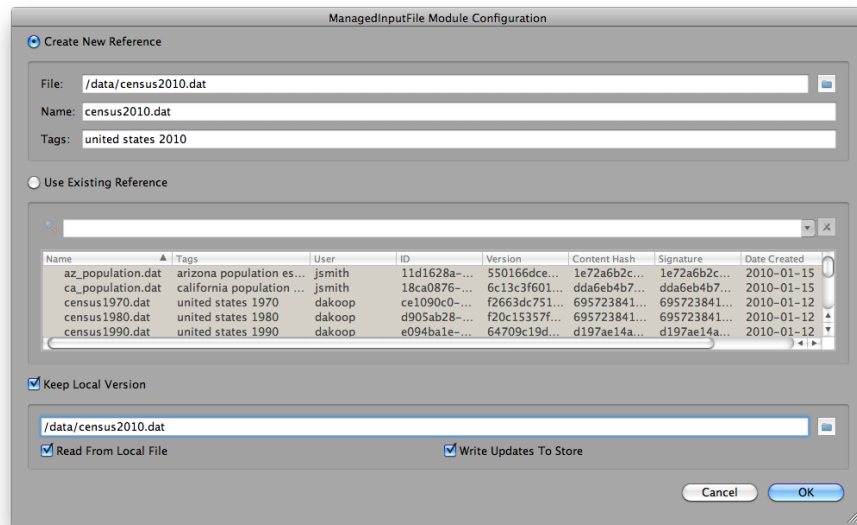 ManagedInputFile Module Configuration
Create New Reference
File: /data/census2010.dat
Name: census2010.dat
Tags: united states 2010
Use Existing Reference
Name Tags User ID Version Content Hash Signature Date Created
az_population.dat arizona population es... jsmith 11d1628a-... 550166dce... 1e72a6b2c... 1e72a6b2c... 2010-01-15
ca_population.dat california population ... jsmith 18ca0876-... 6c13c3f601... dda6eb4b7... dda6eb4b7... 2010-01-15
census1970.dat united states 1970 dakoop ce1090c0-... f2663dc751... 695723841... 695723841... 2010-01-12
census1980.dat united states 1980 dakoop d905ab28-... f20c15357f... 695723841... 695723841... 2010-01-12
census1990.dat united states 1990 dakoop e094ba1e-... 64709c19d... d197ae14a... d197ae14a... 2010-01-12
Keep Local Version
/data/census2010.dat
Read From Local File Write Updates To Store
Cancel OK